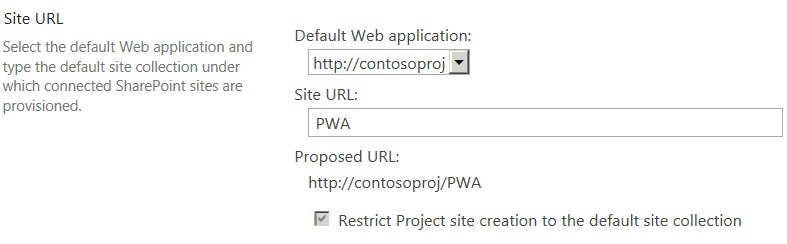 Site URL
Select the default Web application and
type the default site collection under
which connected SharePoint sites are
provisioned.
Default Web application:
http://contosoproj
Site URL:
PWA
Proposed URL:
http://contosoproj/PWA
Restrict Project site creation to the default site collection